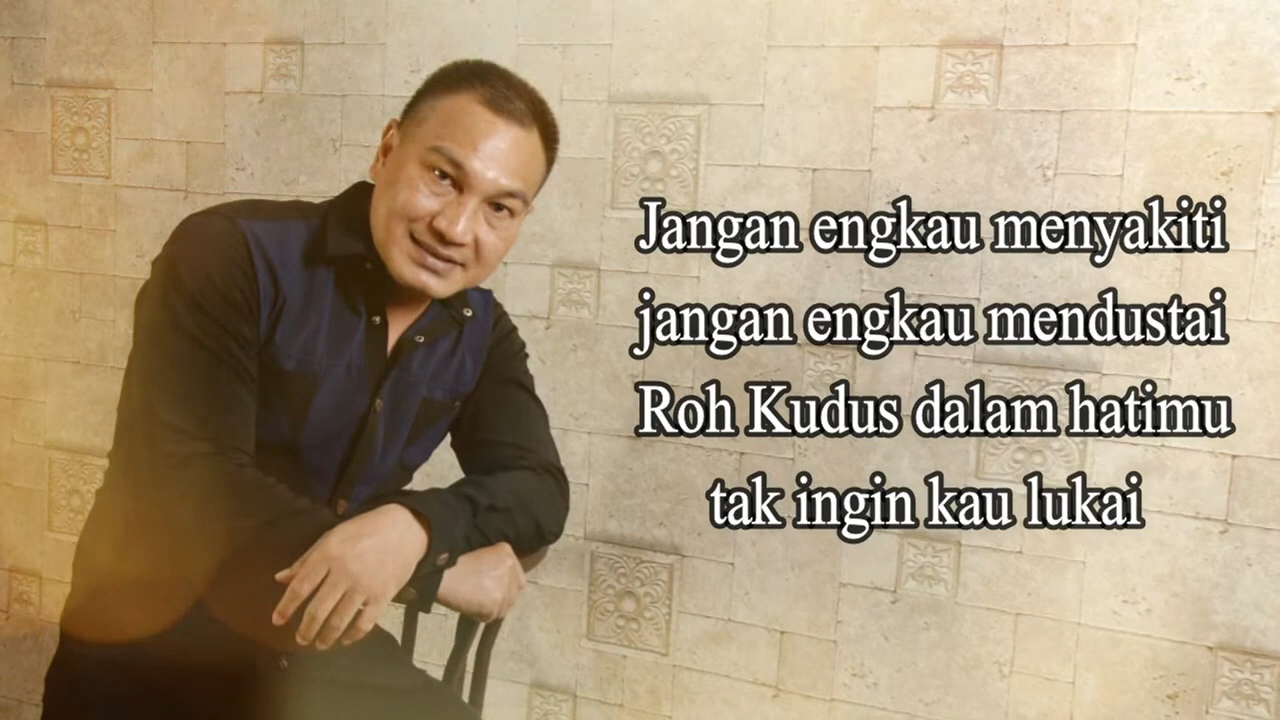 Jangan engkau menyakiti
jangan engkau mendustai
Roh Kudus dalam hatimu
tak ingin kau lukai